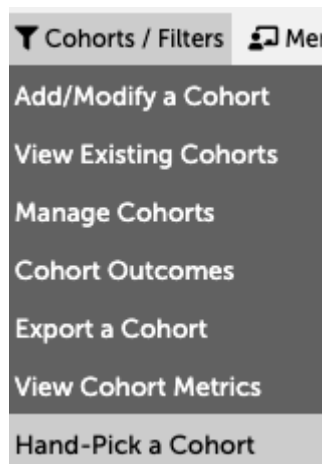 Cohorts / Filters
Add/Modify a Cohort
View Existing Cohorts
Manage Cohorts
Cohort Outcomes
Export a Cohort
View Cohort Metrics
Hand-Pick a Cohort